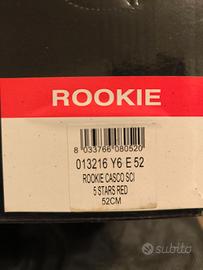 ROOKIE
8 033766 080520
013216 Y6 E 52
ROOKIE CASCO SCI
5 STARS RED
52CM
subito